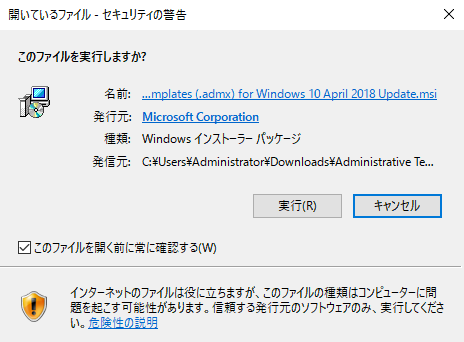 開いているファイル - セキュリティの警告
このファイルを実行しますか?
名前: ...mplates (.admx) for Windows 10 April 2018 Update.msi
発行元: Microsoft Corporation
種類: Windows インストーラー パッケージ
発信元: C:¥Users¥Administrator¥Downloads¥Administrative Te...
実行(R) キャンセル
このファイルを開く前に常に確認する(W)
インターネットのファイルは役に立ちますが、このファイルの種類はコンピューターに問
題を起こす可能性があります。信頼する発行元のソフトウェアのみ、実行してくださ
い。危険性の説明